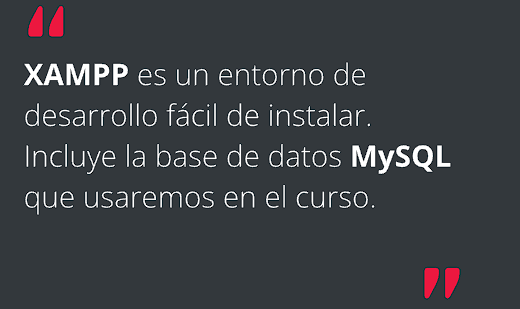 “
XAMPP es un entorno de
desarrollo fácil de instalar.
Incluye la base de datos MySQL
que usaremos en el curso.
”